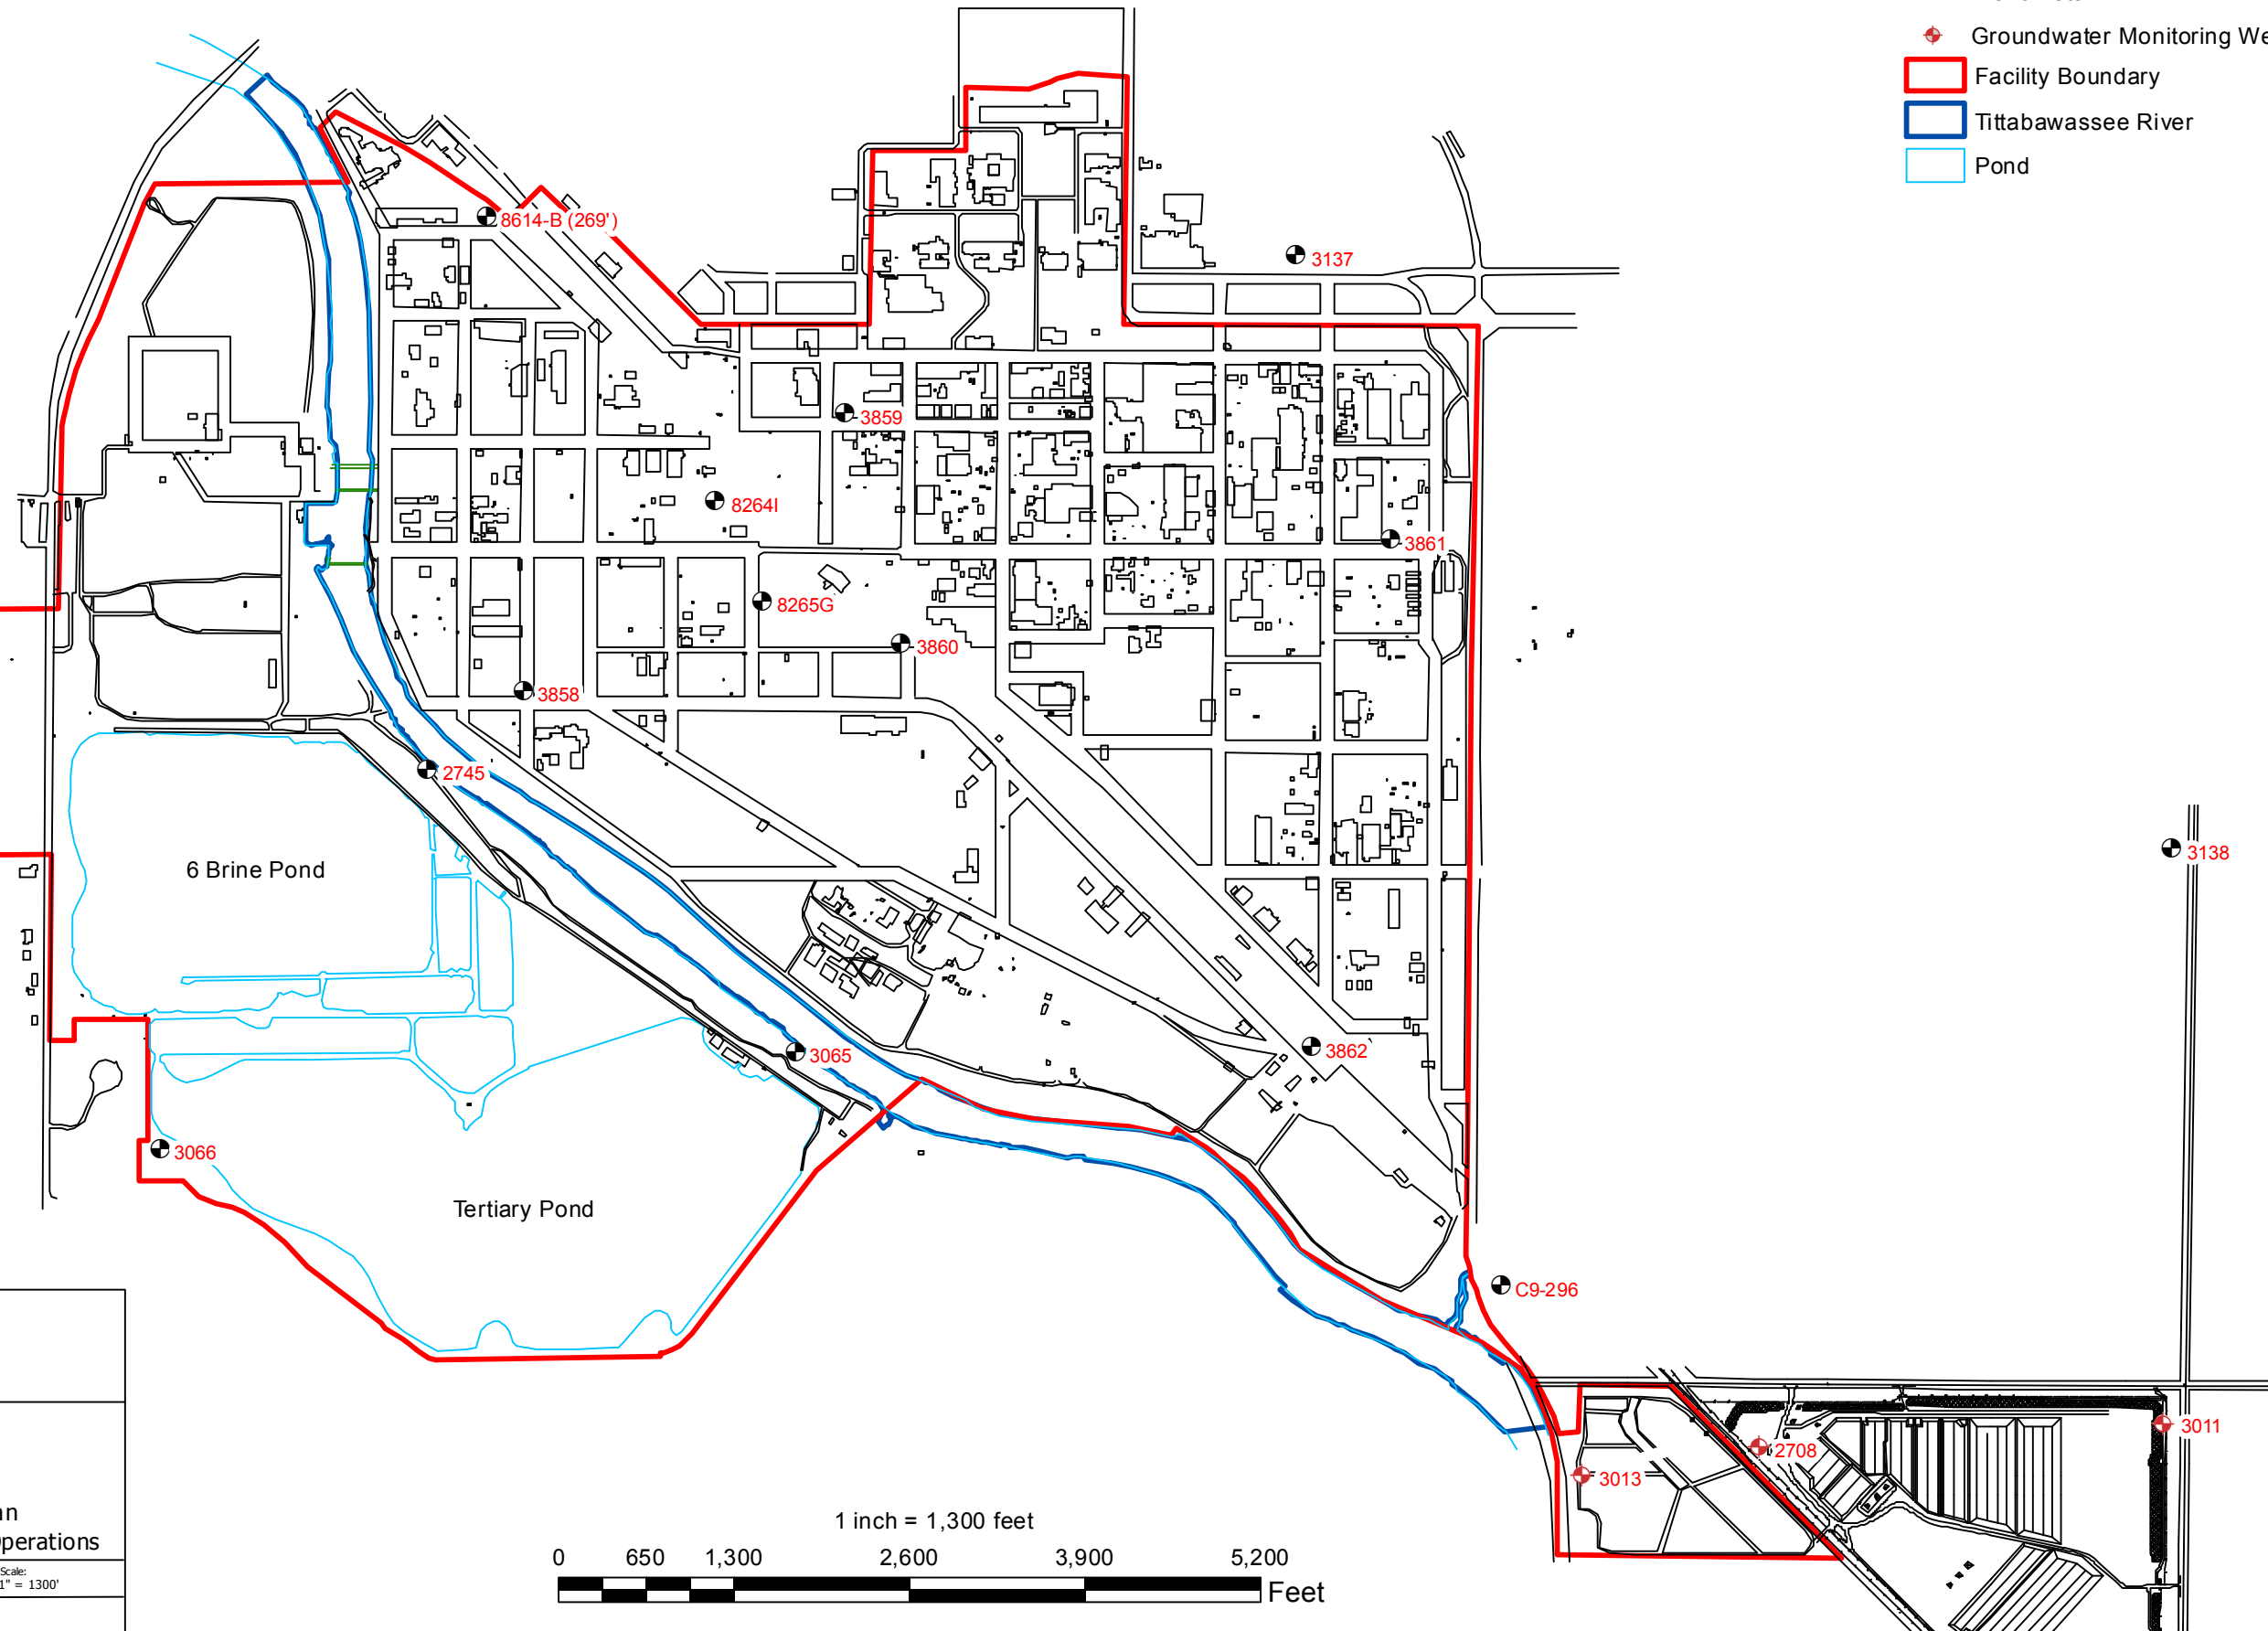 Groundwater Monitoring We
Facility Boundary
Tittabawassee River
Pond
8614-B (269')
3137
3859
8264I
3861
8265G
3860
3858
2745
3138
6 Brine Pond
3065
3862
3066
Tertiary Pond
C9-296
3011
2708
3013
1 inch = 1,300 feet
0 650 1,300 2,600 3,900 5,200
Feet
perations
Scale:
1" = 1300'